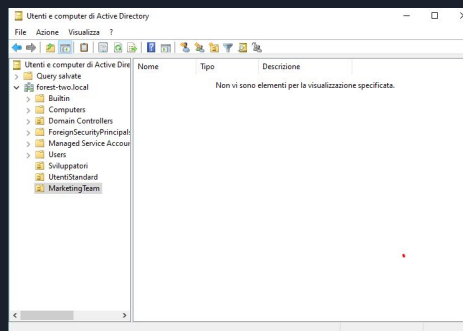 Utenti e computer di Active Directory
File Azione Visualizza ?
Utenti e computer di Active Dire
Query salvate
forest-two.local
Builtin
Computers
Domain Controllers
ForeignSecurityPrincipals
Managed Service Accour
Users
Sviluppatori
UtentiStandard
MarketingTeam
Nome Tipo Descrizione
Non vi sono elementi per la visualizzazione specificata.